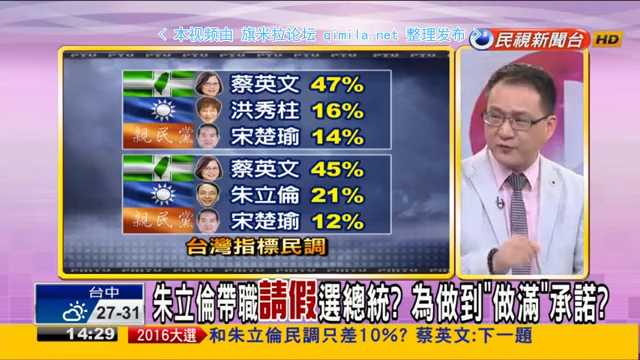 < 本视频由 旗米拉论坛 qimila.net 整理发布 >
民視新聞台 HD
蔡英文 47%
洪秀柱 16%
親民黨 宋楚瑜 14%
蔡英文 45%
朱立倫 21%
親民黨 宋楚瑜 12%
台灣指標民調
朱立倫帶職請假選總統? 為做到"做滿"承諾?
台中
27-31
14:29 2016大選 和朱立倫民調只差10%? 蔡英文:下一題